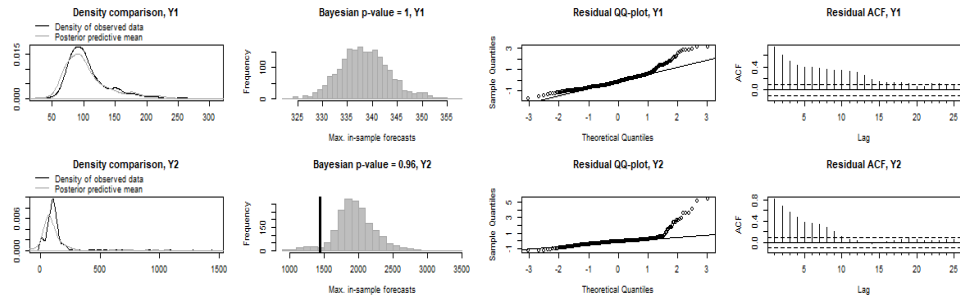 Density comparison, Y1
Density of observed data
Posterior predictive mean
0.000
0.015
50
100
150
200
250
300
Bayesian p-value = 1, Y1
Frequency
0
100
325
330
335
340
345
350
355
Max. in-sample forecasts
Residual QQ-plot, Y1
Sample Quantiles
-1
1
3
-3
-2
-1
0
1
2
3
Theoretical Quantiles
Residual ACF, Y1
ACF
0.0
0.4
5
10
15
20
25
Lag
Density comparison, Y2
Density of observed data
Posterior predictive mean
0.000
0.006
0
500
1000
1500
Bayesian p-value = 0.96, Y2
Frequency
0
150
1000
1500
2000
2500
3000
3500
Max. in-sample forecasts
Residual QQ-plot, Y2
Sample Quantiles
-1
1
3
5
-3
-2
-1
0
1
2
3
Theoretical Quantiles
Residual ACF, Y2
ACF
0.0
0.4
0.8
5
10
15
20
25
Lag